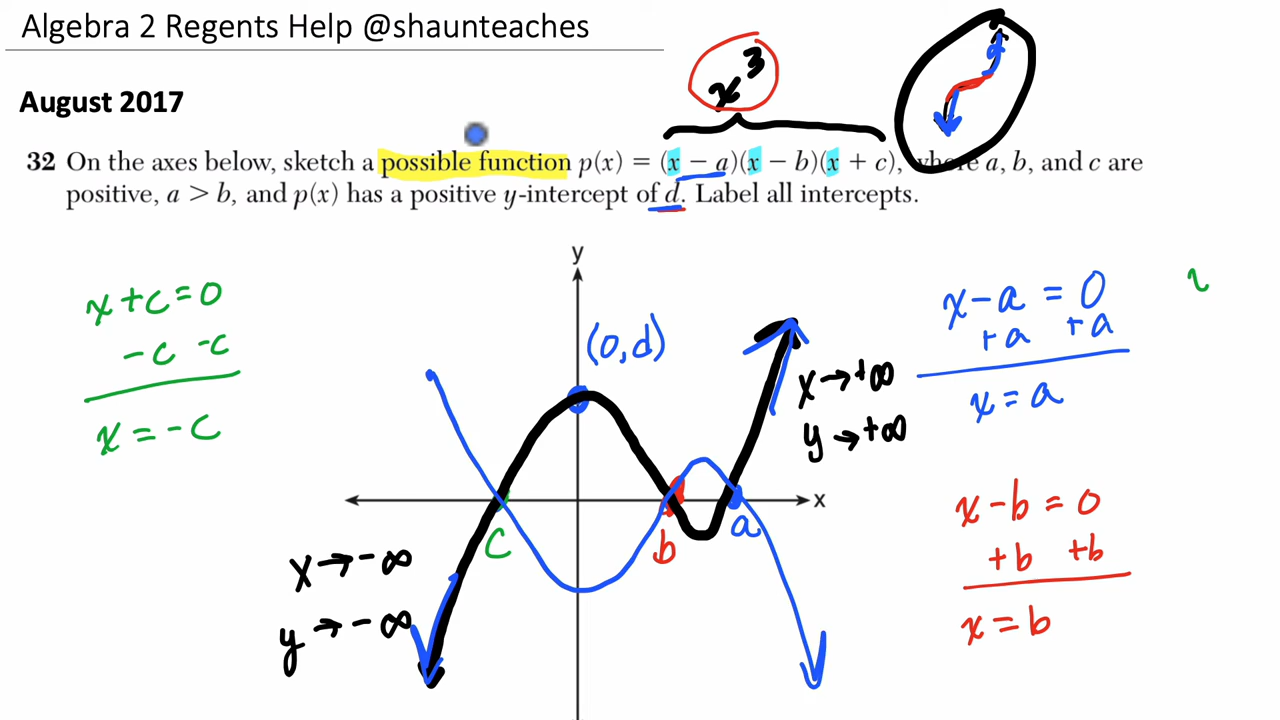 Algebra 2 Regents Help @shaunteaches
x³
August 2017
32 On the axes below, sketch a possible function p(x) = (x − a)(x − b)(x + c), where a, b, and c are
positive, a > b, and p(x) has a positive y-intercept of d. Label all intercepts.
y
x+c=0
-c -c
x=-c
(0,d)
x→+∞
y→+∞
x-a=0
+a +a
x=a
x
c
b
a
x→-∞
y→-∞
x-b=0
+b +b
x=b